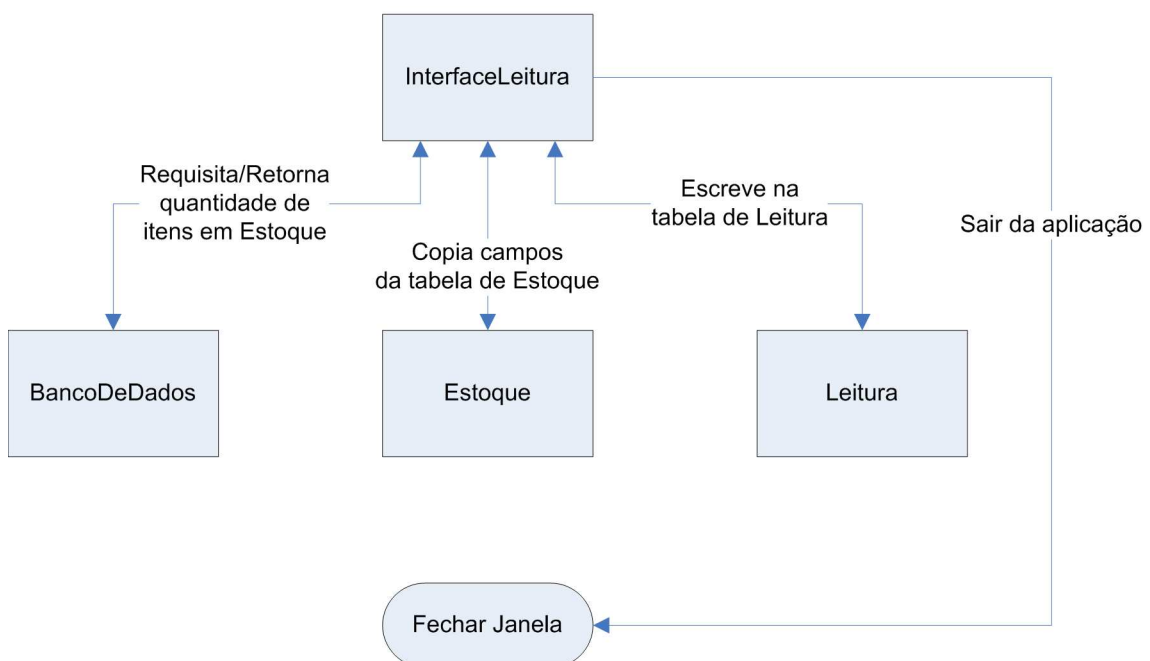 InterfaceLeitura
Requisita/Retorna
quantidade de
itens em Estoque
Copia campos
da tabela de Estoque
Escreve na
tabela de Leitura
Sair da aplicação
BancoDeDados
Estoque
Leitura
Fechar Janela